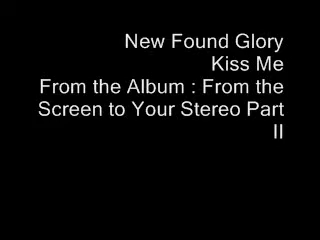 New Found Glory
Kiss Me
From the Album : From the
Screen to Your Stereo Part
II